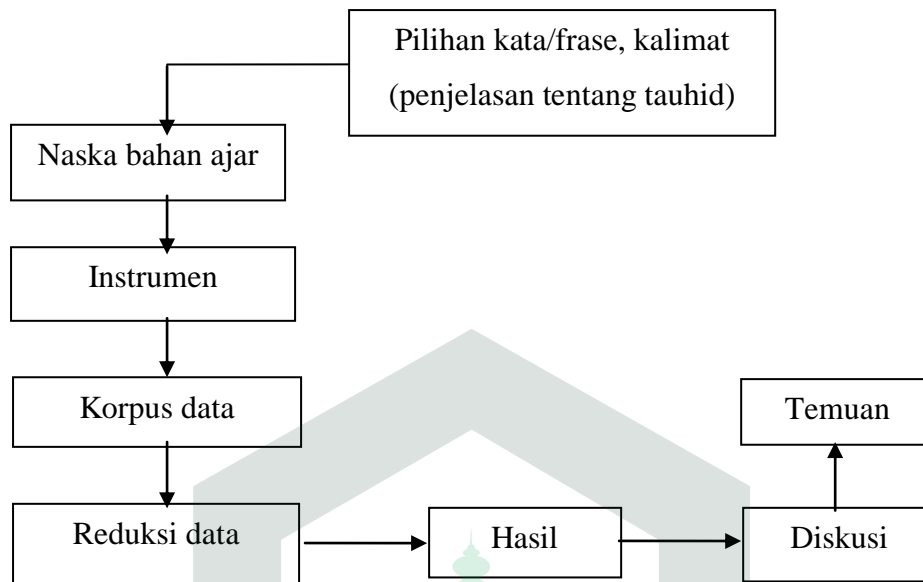 Pilihan kata/frase, kalimat
(penjelasan tentang tauhid)
Naska bahan ajar
Instrumen
Korpus data
Temuan
Reduksi data
Hasil
Diskusi